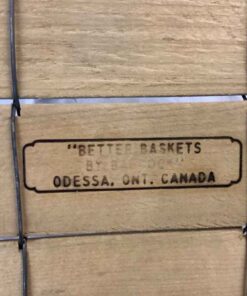 "BETTER BASKETS
BY
ODESSA, ONT. CANADA